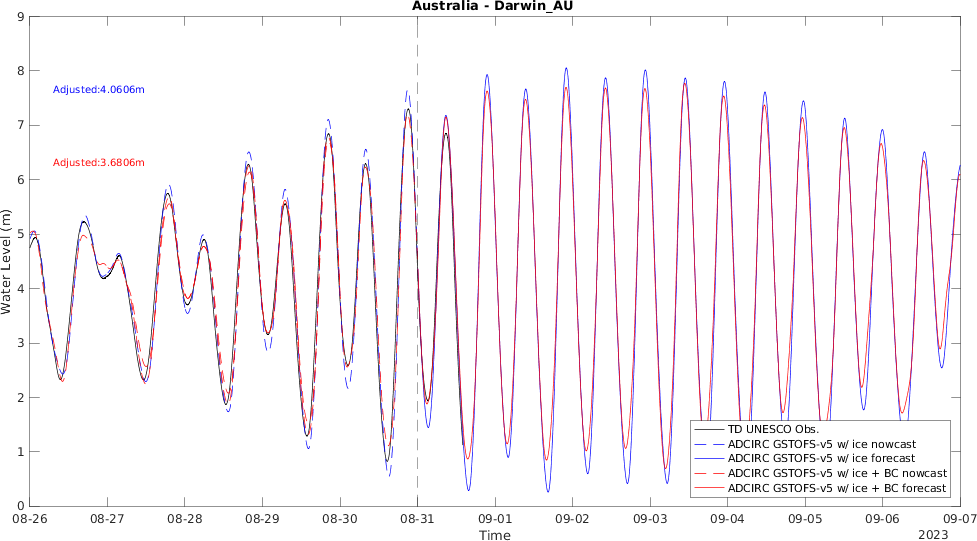 Australia - Darwin_AU
9
8
7
6
5
4
3
2
1
0
Water Level (m)
Adjusted:4.0606m
Adjusted:3.6806m
TD UNESCO Obs.
ADCIRC GSTOFS-v5 w/ ice nowcast
ADCIRC GSTOFS-v5 w/ ice forecast
ADCIRC GSTOFS-v5 w/ ice + BC nowcast
ADCIRC GSTOFS-v5 w/ ice + BC forecast
08-26 08-27 08-28 08-29 08-30 08-31 09-01 09-02 09-03 09-04 09-05 09-06 09-07
Time
2023